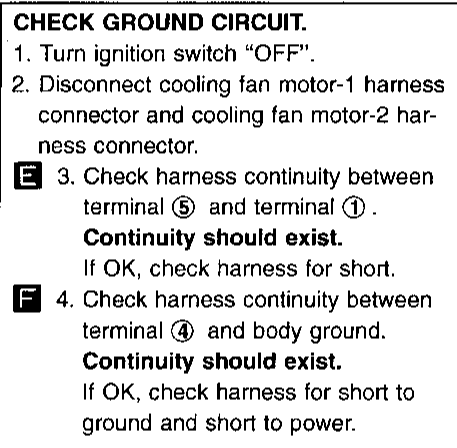 CHECK GROUND CIRCUIT.
1. Turn ignition switch “OFF”.
2. Disconnect cooling fan motor-1 harness
connector and cooling fan motor-2 har-
ness connector.
E 3. Check harness continuity between
terminal ⑤ and terminal ①.
Continuity should exist.
If OK, check harness for short.
F 4. Check harness continuity between
terminal ④ and body ground.
Continuity should exist.
If OK, check harness for short to
ground and short to power.